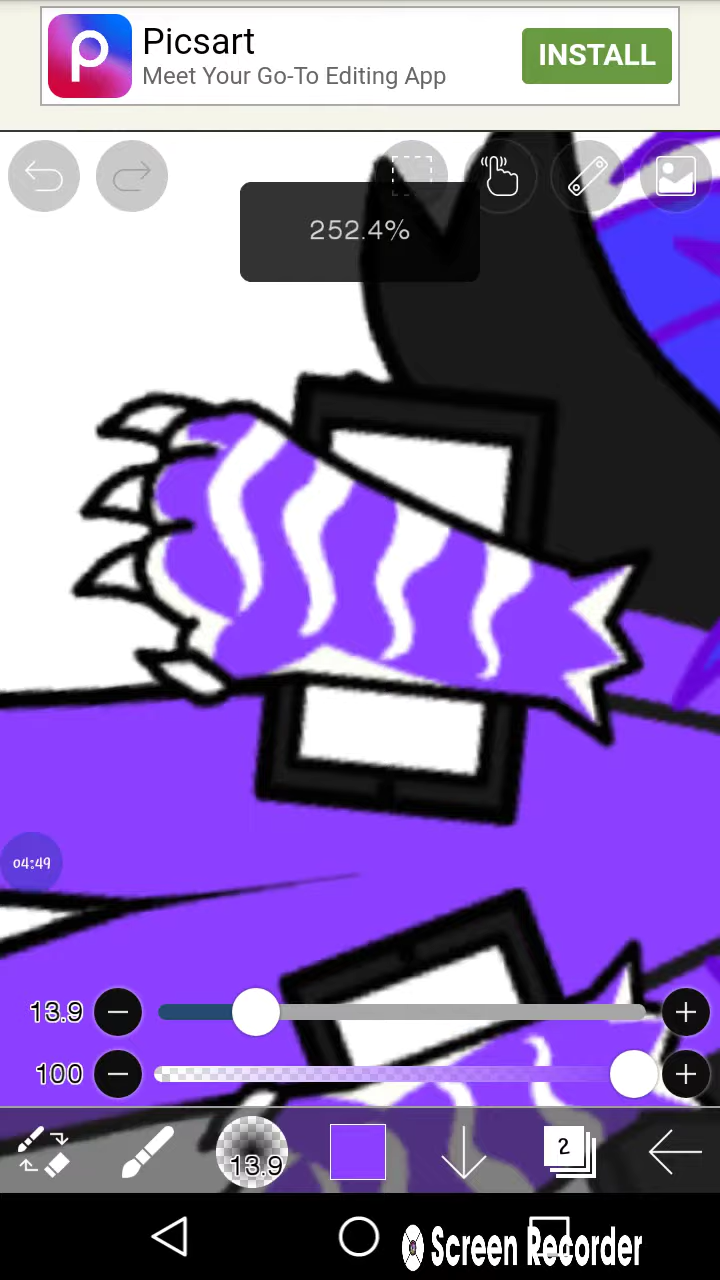 Picsart
Meet Your Go-To Editing App
INSTALL
252.4%
04:49
13.9
100
13.9
2
Screen Recorder